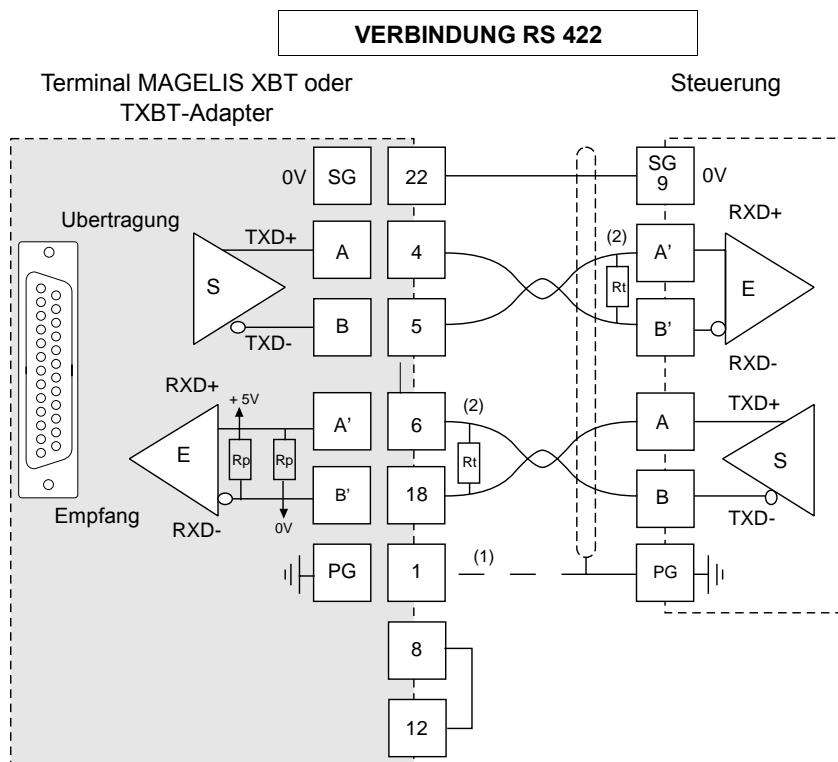 VERBINDUNG RS 422
Terminal MAGELIS XBT oder
TXBT-Adapter
Steuerung
0V
SG
22
SG
9
0V
Ubertragung
TXD+
A
4
(2)
A'
RXD+
S
Rt
E
TXD-
B
5
B'
RXD-
RXD+
+ 5V
A'
6
(2)
A
TXD+
E
Rp
Rp
Rt
S
B'
18
B
TXD-
Empfang
RXD-
0V
PG
1
(1)
PG
8
12